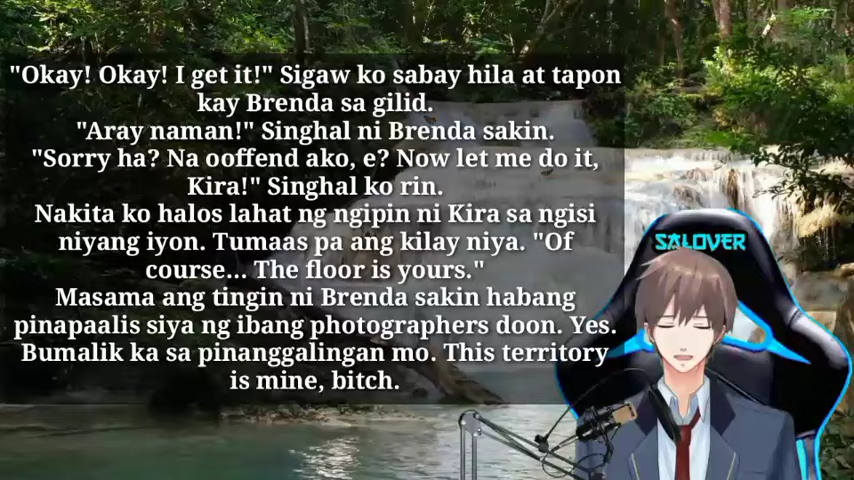 "Okay! Okay! I get it!" Sigaw ko sabay hila at tapon
kay Brenda sa gilid.
"Aray naman!" Singhal ni Brenda sakin.
"Sorry ha? Na ooffend ako, e? Now let me do it,
Kira!" Singhal ko rin.
Nakita ko halos lahat ng ngipin ni Kira sa ngisi
niyang iyon. Tumaas pa ang kilay niya. "Of
course... The floor is yours."
Masama ang tingin ni Brenda sakin habang
pinapaalis siya ng ibang photographers doon. Yes.
Bumalik ka sa pinanggalingan mo. This territory
is mine, bitch.
SALOVER